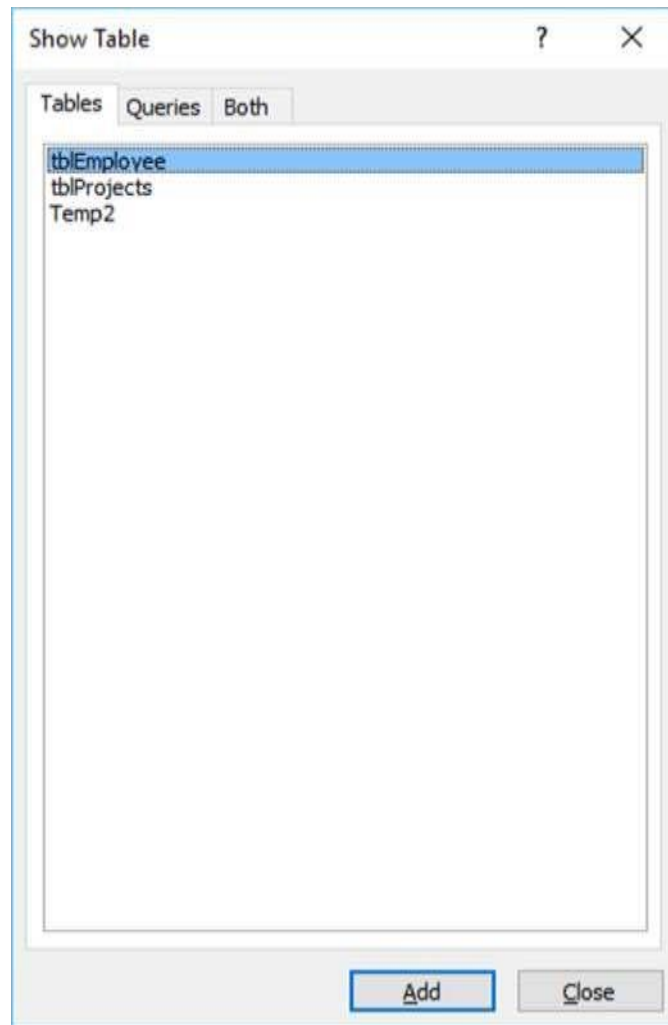 Show Table ?
Tables Queries Both
tblEmployee
tblProjects
Temp2
Add Close